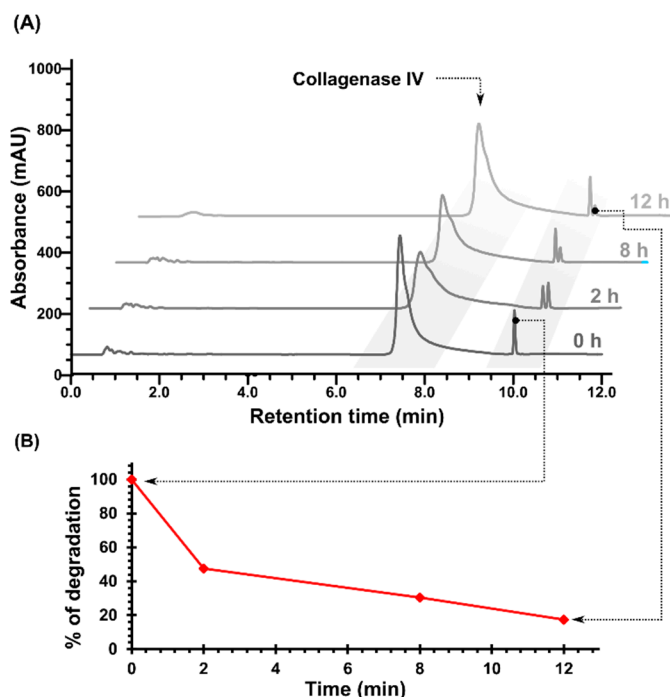 (A)
1000
800
600
400
200
0
Absorbance (mAU)
Collagenase IV
12 h
8 h
2 h
0 h
0.0 2.0 4.0 6.0 8.0 10.0 12.0
Retention time (min)
(B)
100
80
60
40
20
0
% of degradation
0 2 4 6 8 10 12
Time (min)